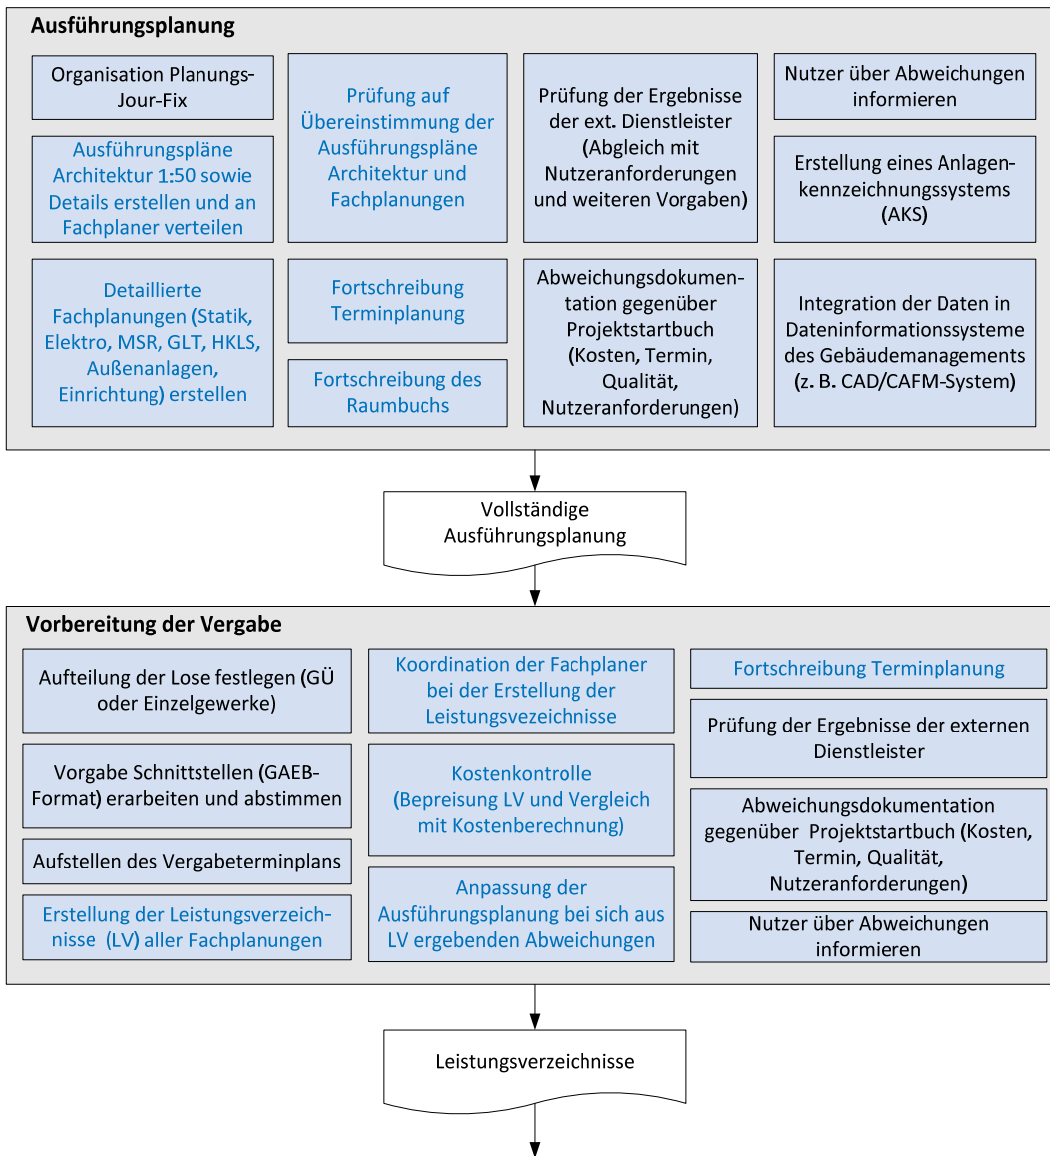 Ausführungsplanung
Organisation Planungs-
Jour-Fix
Ausführungspläne
Architektur 1:50 sowie
Details erstellen und an
Fachplaner verteilen
Detaillierte
Fachplanungen (Statik,
Elektro, MSR, GLT, HKLS,
Außenanlagen,
Einrichtung) erstellen
Prüfung auf
Übereinstimmung der
Ausführungspläne
Architektur und
Fachplanungen
Fortschreibung
Terminplanung
Fortschreibung des
Raumbuchs
Prüfung der Ergebnisse
der ext. Dienstleister
(Abgleich mit
Nutzeranforderungen
und weiteren Vorgaben)
Abweichungsdokumen-
tation gegenüber
Projektstartbuch
(Kosten, Termin,
Qualität,
Nutzeranforderungen)
Nutzer über Abweichungen
informieren
Erstellung eines Anlagen-
kennzeichnungssystems
(AKS)
Integration der Daten in
Dateninformationssysteme
des Gebäudemanagements
(z. B. CAD/CAFM-System)
Vollständige
Ausführungsplanung
Vorbereitung der Vergabe
Aufteilung der Lose festlegen (GÜ
oder Einzelgewerke)
Vorgabe Schnittstellen (GAEB-
Format) erarbeiten und abstimmen
Aufstellen des Vergabeterminplans
Erstellung der Leistungsverzeich-
nisse (LV) aller Fachplanungen
Koordination der Fachplaner
bei der Erstellung der
Leistungsvezeichnisse
Kostenkontrolle
(Bepreisung LV und Vergleich
mit Kostenberechnung)
Anpassung der
Ausführungsplanung bei sich aus
LV ergebenden Abweichungen
Fortschreibung Terminplanung
Prüfung der Ergebnisse der externen
Dienstleister
Abweichungsdokumentation
gegenüber Projektstartbuch (Kosten,
Termin, Qualität,
Nutzeranforderungen)
Nutzer über Abweichungen
informieren
Leistungsverzeichnisse